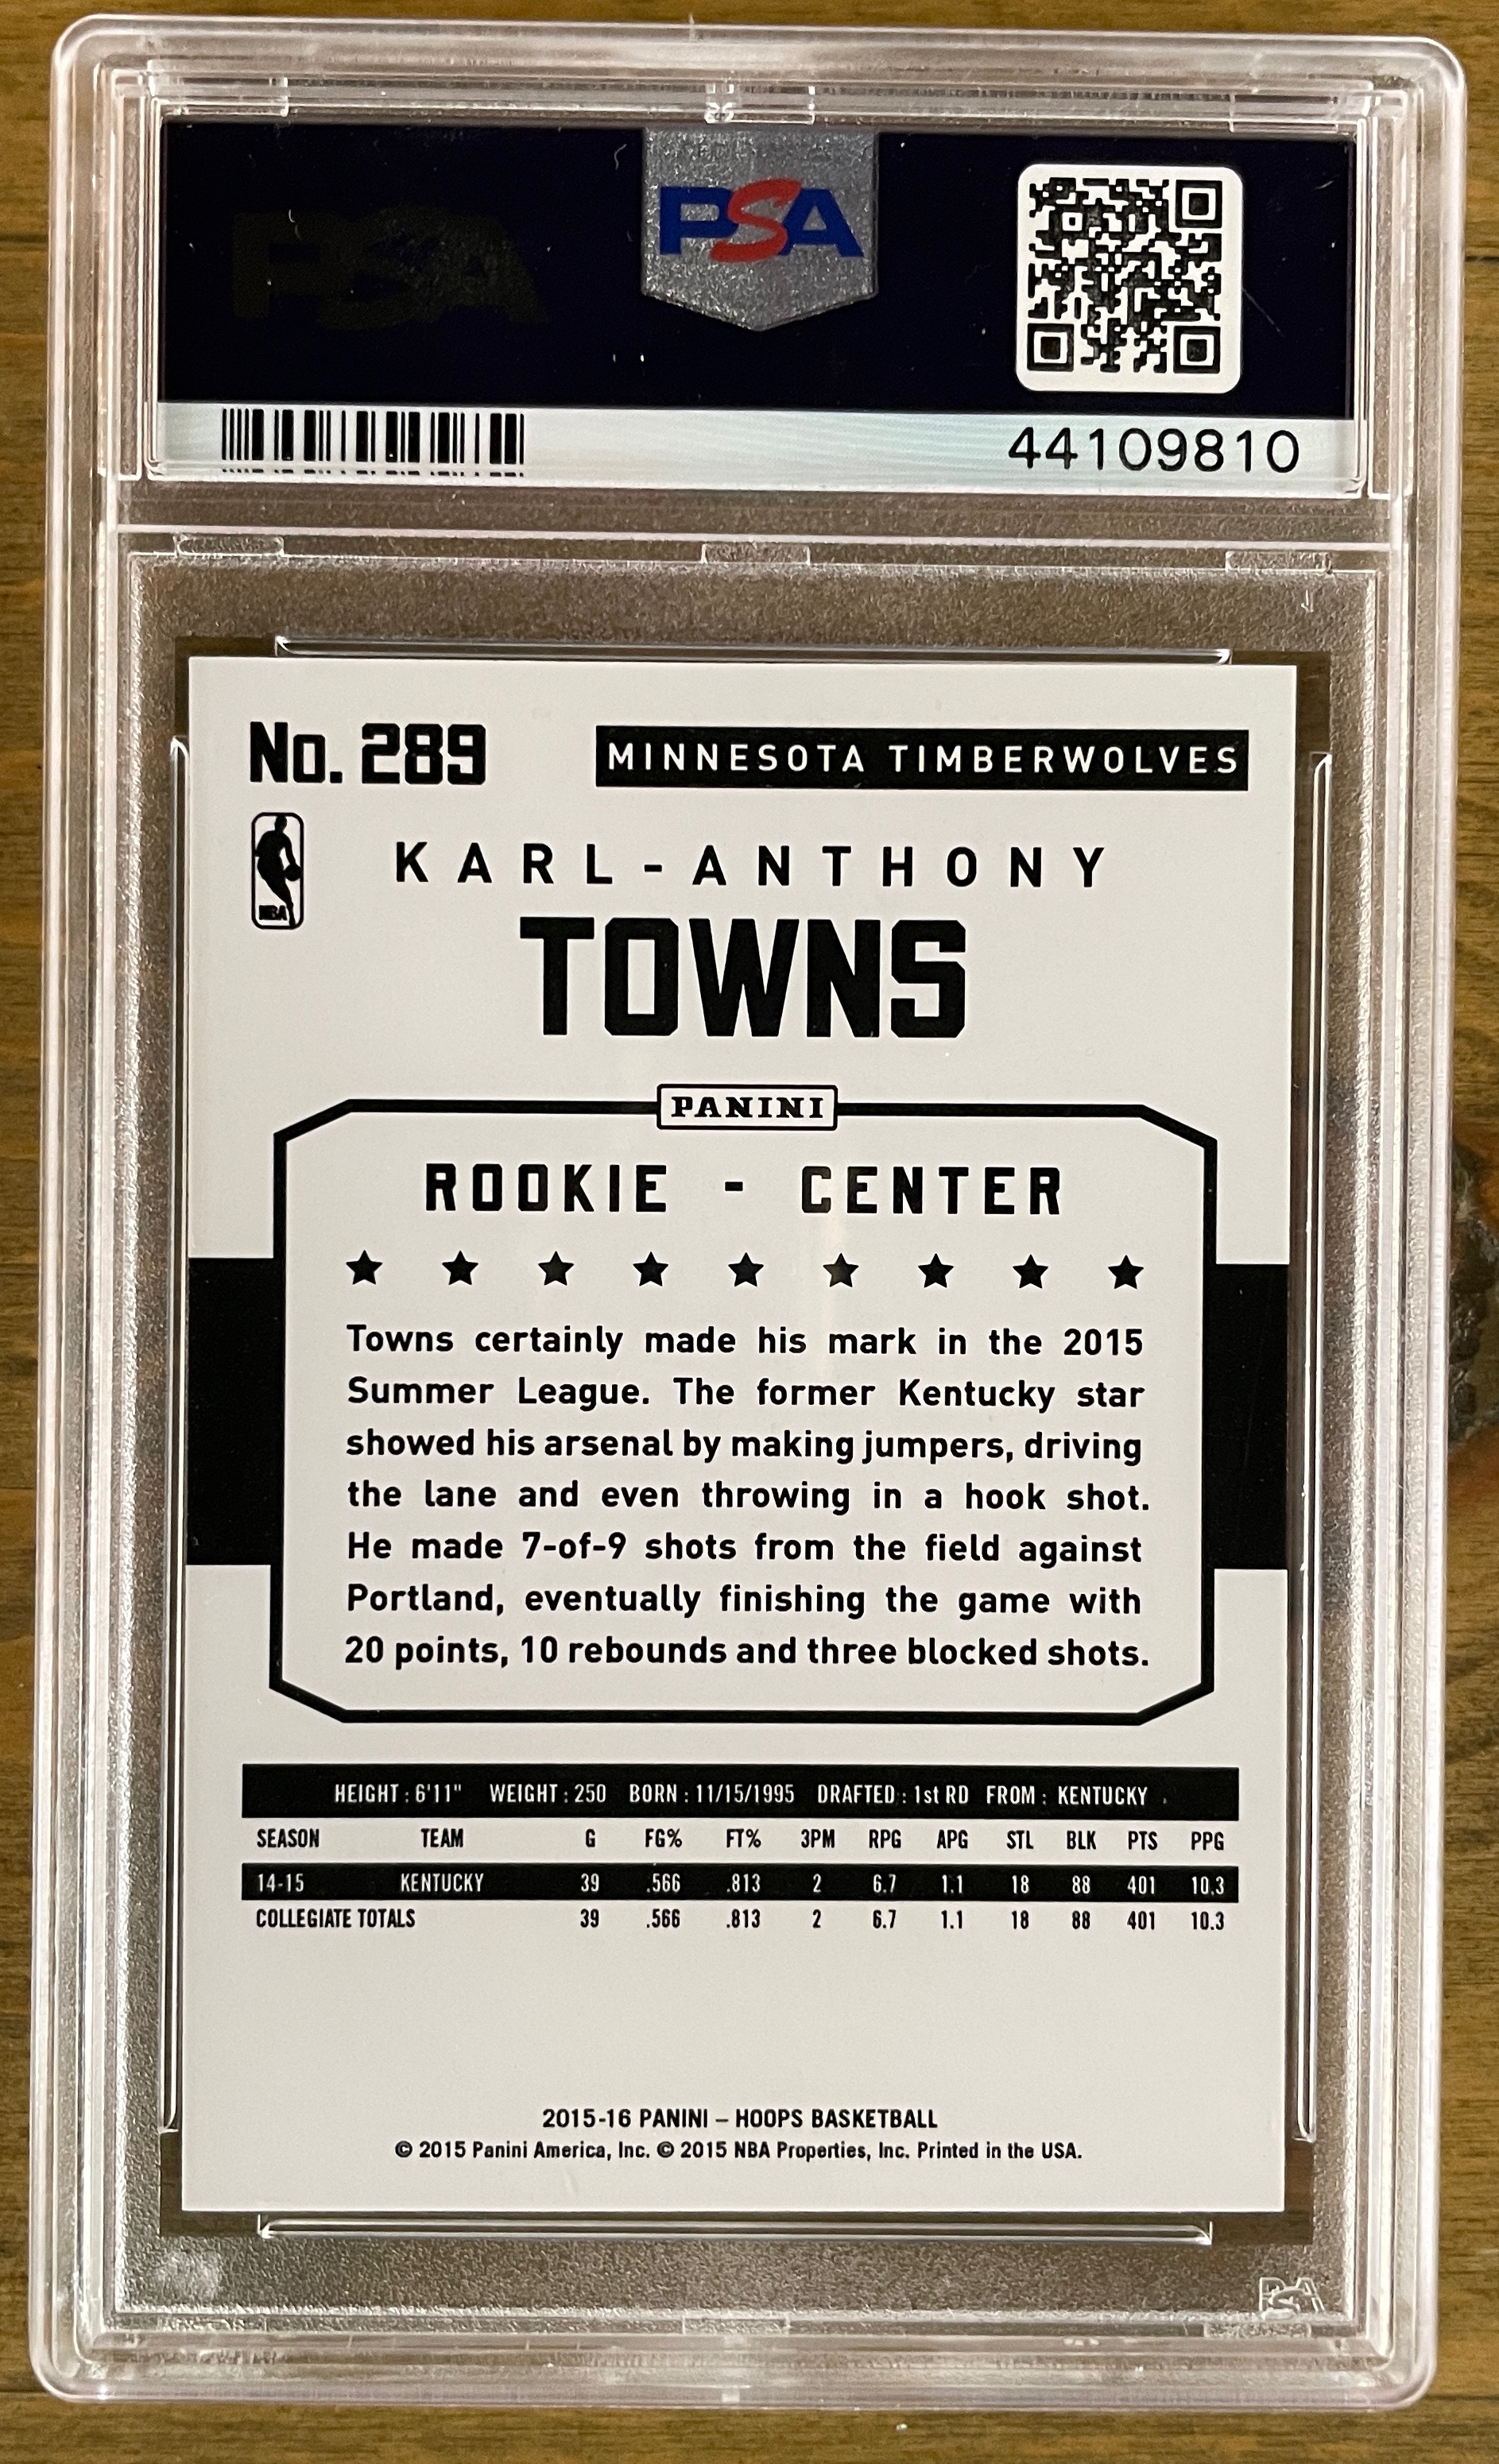 PSA
PSA
44109810
No. 289
MINNESOTA TIMBERWOLVES
NBA
KARL-ANTHONY
TOWNS
PANINI
ROOKIE - CENTER
Towns certainly made his mark in the 2015
Summer League. The former Kentucky star
showed his arsenal by making jumpers, driving
the lane and even throwing in a hook shot.
He made 7-of-9 shots from the field against
Portland, eventually finishing the game with
20 points, 10 rebounds and three blocked shots.
HEIGHT : 6'11" WEIGHT : 250 BORN : 11/15/1995 DRAFTED : 1st RD FROM : KENTUCKY
SEASON TEAM G FG% FT% 3PM RPG APG STL BLK PTS PPG
14-15 KENTUCKY 39 .566 .813 2 6.7 1.1 18 88 401 10.3
COLLEGIATE TOTALS 39 .566 .813 2 6.7 1.1 18 88 401 10.3
2015-16 PANINI – HOOPS BASKETBALL
© 2015 Panini America, Inc. © 2015 NBA Properties, Inc. Printed in the USA.
PSA